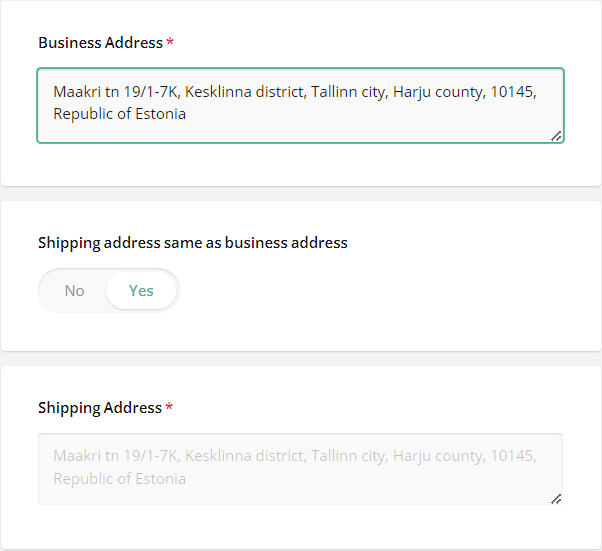 Business Address *
Maakri tn 19/1-7K, Kesklinna district, Tallinn city, Harju county, 10145,
Republic of Estonia
Shipping address same as business address
No Yes
Shipping Address *
Maakri tn 19/1-7K, Kesklinna district, Tallinn city, Harju county, 10145,
Republic of Estonia